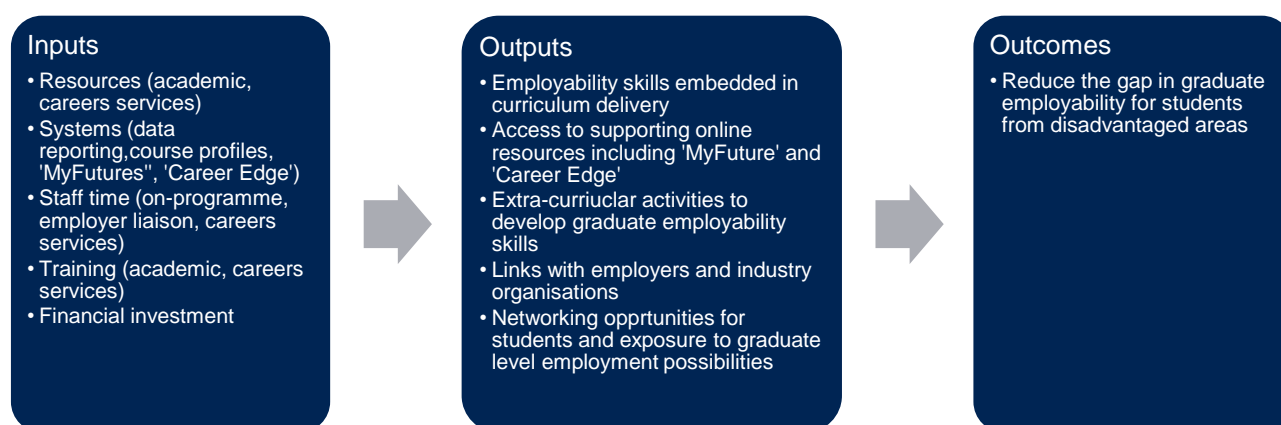 Inputs
• Resources (academic,
careers services)
• Systems (data
reporting,course profiles,
'MyFutures'', 'Career Edge')
• Staff time (on-programme,
employer liaison, careers
services)
• Training (academic, careers
services)
• Financial investment
Outputs
• Employability skills embedded in
curriculum delivery
• Access to supporting online
resources including 'MyFuture' and
'Career Edge'
• Extra-curriuclar activities to
develop graduate employability
skills
• Links with employers and industry
organisations
• Networking opprtunities for
students and exposure to graduate
level employment possibilities
Outcomes
• Reduce the gap in graduate
employability for students
from disadvantaged areas